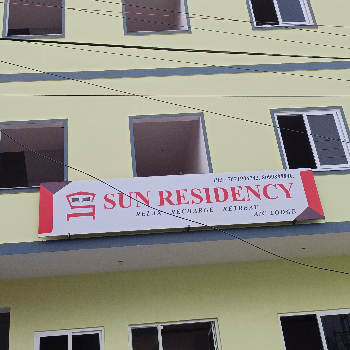 SUN RESIDENCY
RELAX RECHARGE RETREAT
A/C LODGE